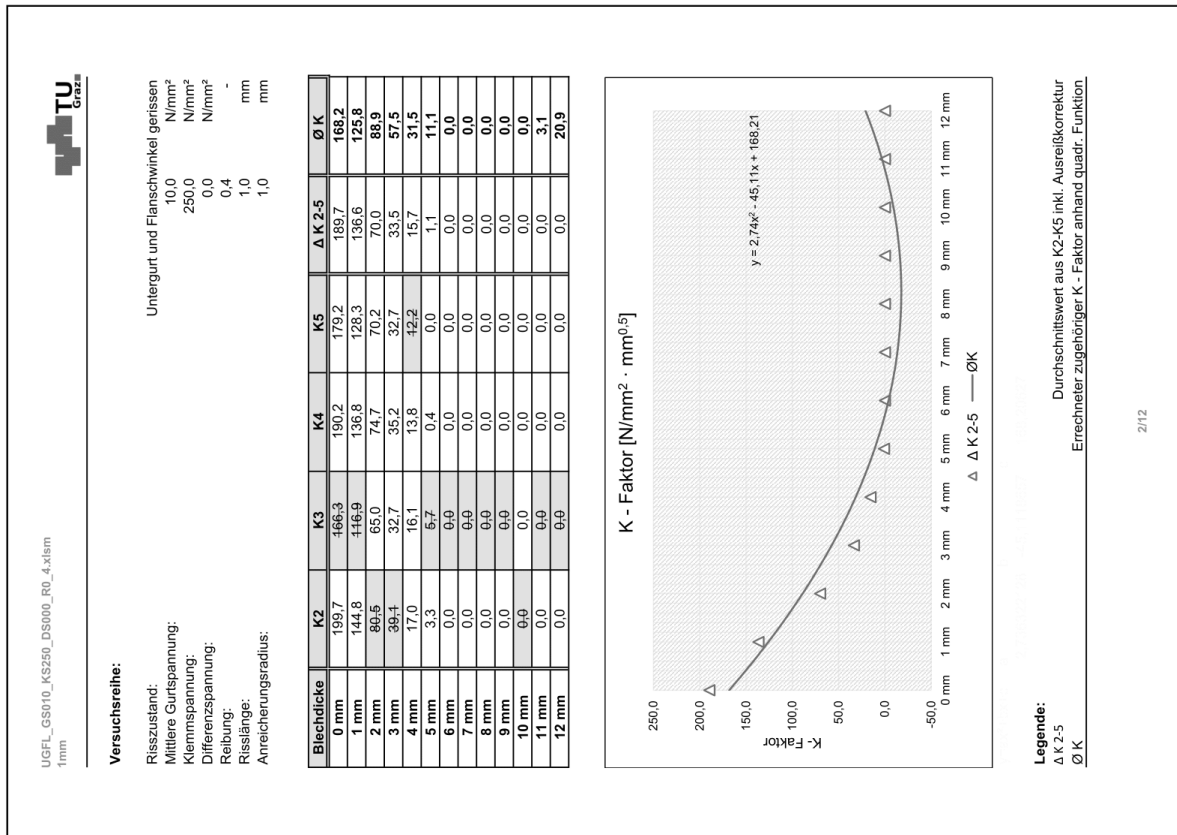 UGFL_GS010_KS250_DS000_R0_4.xlsm
1mm
TU
Graz
Versuchsreihe:
Risszustand: Untergurt und Flanschwinkel gerissen
Mittlere Gurtspannung: 10,0 N/mm²
Klemmspannung: 250,0 N/mm²
Differenzspannung: 0,0 N/mm²
Reibung: 0,4 -
Risslänge: 1,0 mm
Anreicherungsradius: 1,0 mm
Blechdicke K2 K3 K4 K5 Δ K 2-5 Ø K
0 mm 199,7 166,3 190,2 179,2 189,7 168,2
1 mm 144,8 116,9 136,8 128,3 136,6 125,8
2 mm 80,5 65,0 74,7 70,2 70,0 88,9
3 mm 39,1 32,7 35,2 32,7 33,5 57,5
4 mm 17,0 16,1 13,8 12,2 15,7 31,5
5 mm 3,3 5,7 0,4 0,0 1,1 11,1
6 mm 0,0 0,0 0,0 0,0 0,0 0,0
7 mm 0,0 0,0 0,0 0,0 0,0 0,0
8 mm 0,0 0,0 0,0 0,0 0,0 0,0
9 mm 0,0 0,0 0,0 0,0 0,0 0,0
10 mm 0,0 0,0 0,0 0,0 0,0 0,0
11 mm 0,0 0,0 0,0 0,0 0,0 3,1
12 mm 0,0 0,0 0,0 0,0 0,0 20,9
K - Faktor [N/mm² · mm^0,5]
y = 2,74x² - 45,11x + 168,21
K- Faktor
250,0
200,0
150,0
100,0
50,0
0,0
-50,0
0 mm 1 mm 2 mm 3 mm 4 mm 5 mm 6 mm 7 mm 8 mm 9 mm 10 mm 11 mm 12 mm
Δ K 2-5 ØK
Legende:
Δ K 2-5 Durchschnittswert aus K2-K5 inkl. Ausreißkorrektur
Ø K Errechneter zugehöriger K - Faktor anhand quadr. Funktion
2/12